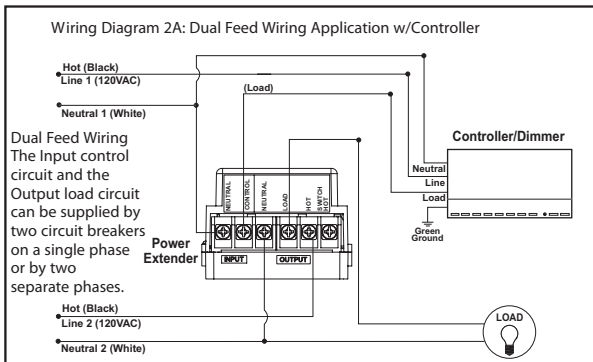 Wiring Diagram 2A: Dual Feed Wiring Application w/Controller
Hot (Black)
Line 1 (120VAC)
(Load)
Neutral 1 (White)
Dual Feed Wiring
The Input control
circuit and the
Output load circuit
can be supplied by
two circuit breakers
on a single phase
or by two
separate phases.
Controller/Dimmer
Neutral
Line
Load
Green
Ground
NEUTRAL
CONTROL
NEUTRAL
LOAD
HOT
SWITCH
HOT
Power
Extender
INPUT
OUTPUT
Hot (Black)
Line 2 (120VAC)
Neutral 2 (White)
LOAD